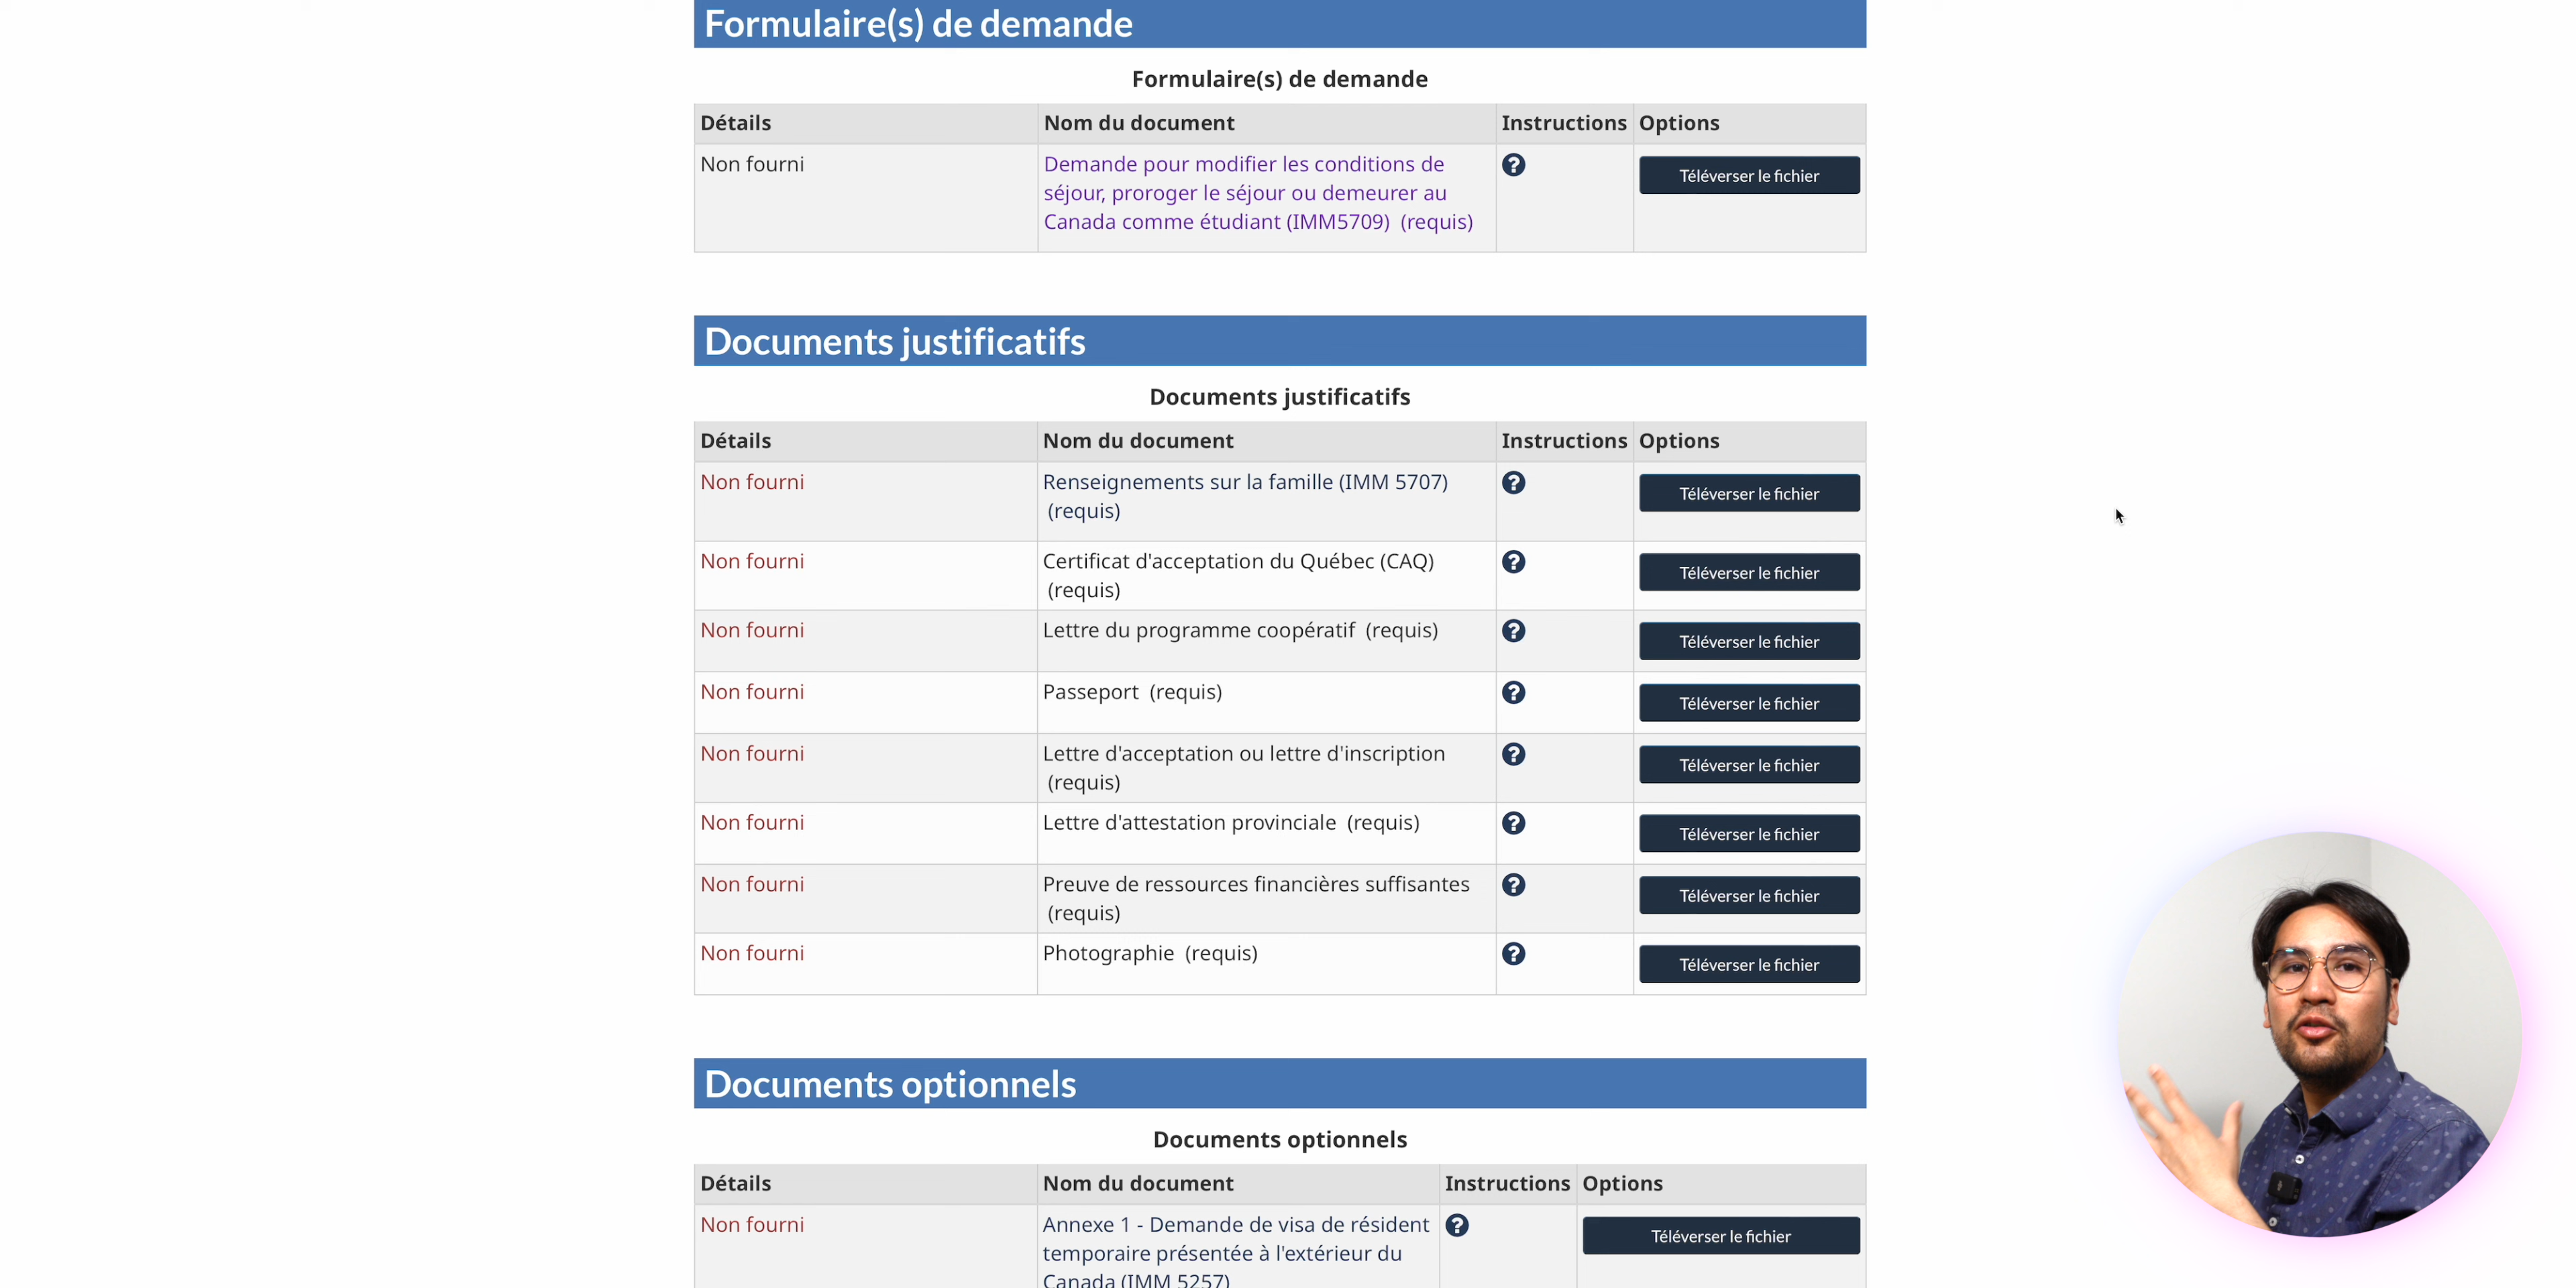 Formulaire(s) de demande
Formulaire(s) de demande
Détails Nom du document Instructions Options
Non fourni Demande pour modifier les conditions de
séjour, proroger le séjour ou demeurer au
Canada comme étudiant (IMM5709) (requis)
? Téléverser le fichier
Documents justificatifs
Documents justificatifs
Détails Nom du document Instructions Options
Non fourni Renseignements sur la famille (IMM 5707)
(requis)
? Téléverser le fichier
Non fourni Certificat d'acceptation du Québec (CAQ)
(requis)
? Téléverser le fichier
Non fourni Lettre du programme coopératif (requis) ? Téléverser le fichier
Non fourni Passeport (requis) ? Téléverser le fichier
Non fourni Lettre d'acceptation ou lettre d'inscription
(requis)
? Téléverser le fichier
Non fourni Lettre d'attestation provinciale (requis) ? Téléverser le fichier
Non fourni Preuve de ressources financières suffisantes
(requis)
? Téléverser le fichier
Non fourni Photographie (requis) ? Téléverser le fichier
Documents optionnels
Documents optionnels
Détails Nom du document Instructions Options
Non fourni Annexe 1 - Demande de visa de résident
temporaire présentée à l'extérieur du
Canada (IMM 5257)
? Téléverser le fichier